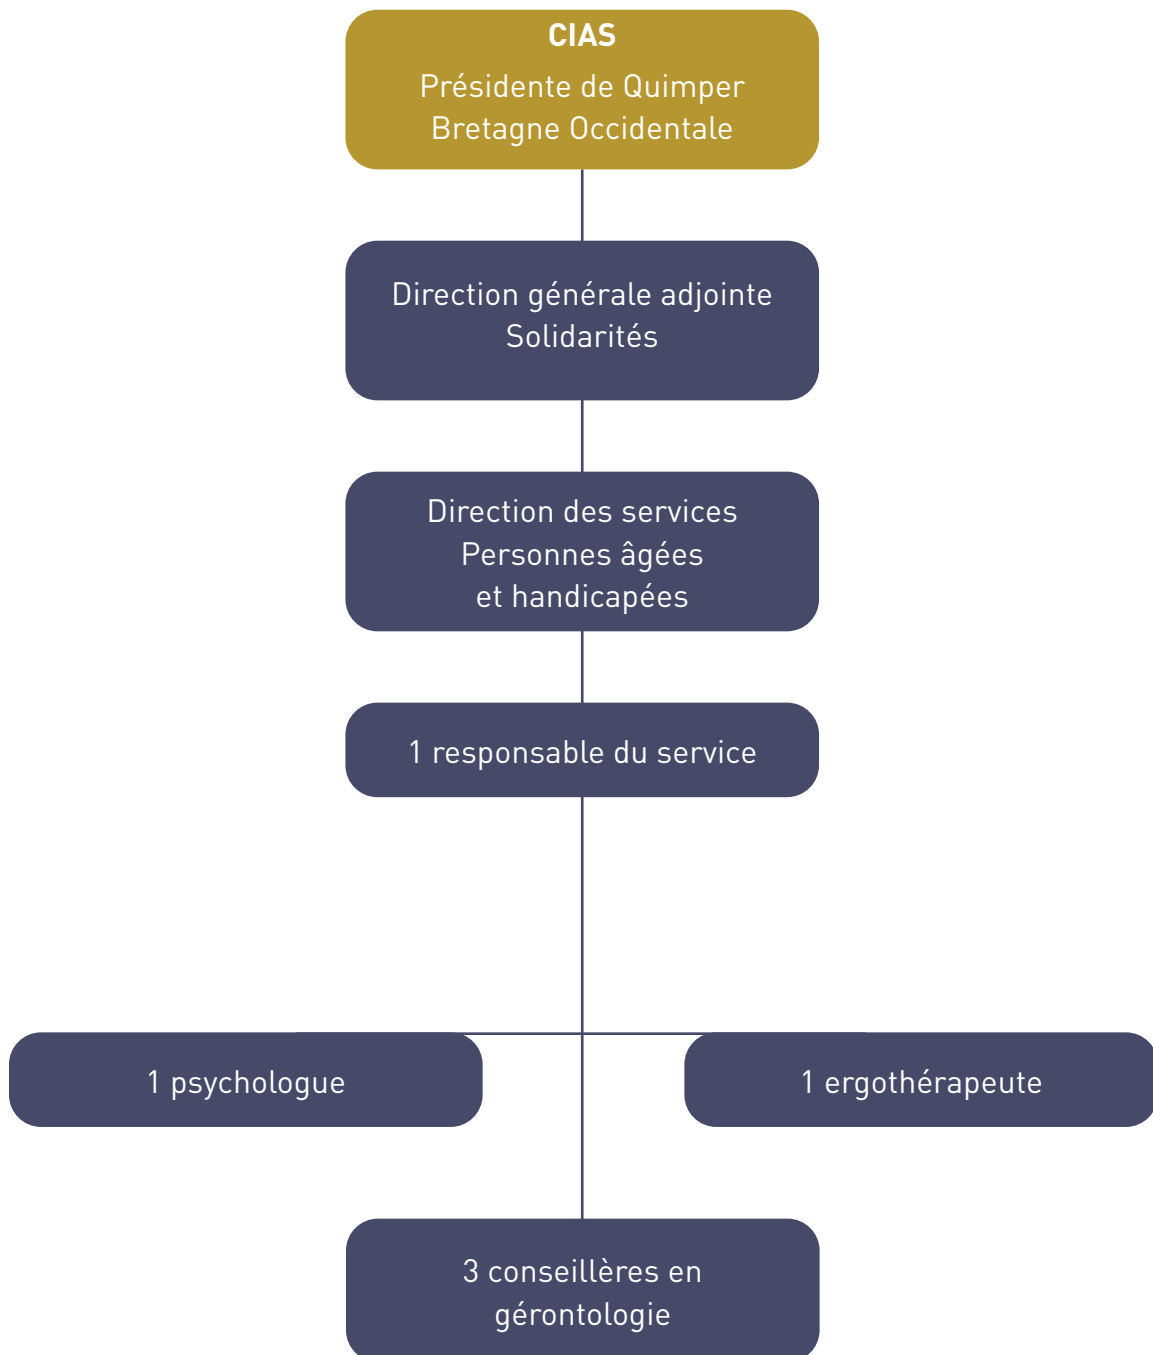 CIAS
Présidente de Quimper
Bretagne Occidentale
Direction générale adjointe
Solidarités
Direction des services
Personnes âgées
et handicapées
1 responsable du service
1 psychologue
1 ergothérapeute
3 conseillères en
gérontologie